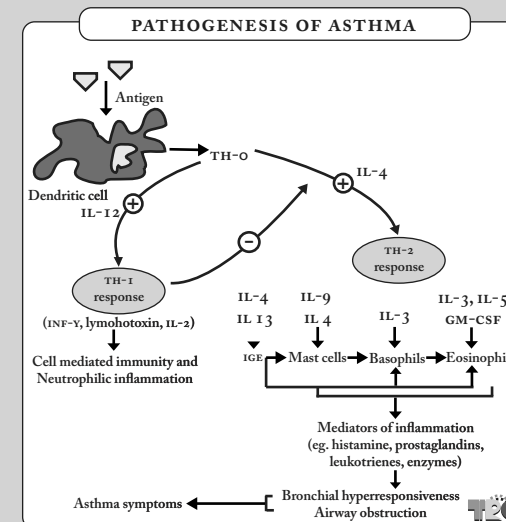 PATHOGENESIS OF ASTHMA
Antigen
TH-0
IL-4
Dendritic cell
IL-12
TH-1
response
TH-2
response
(INF-Y, lymohotoxin, IL-2)
Cell mediated immunity and
Neutrophilic inflammation
IL-4
IL 13
IL-9
IL 4
IL-3
IL-3, IL-5
GM-CSF
IGE
Mast cells
Basophils
Eosinophi
Mediators of inflammation
(eg. histamine, prostaglandins,
leukotrienes, enzymes)
Bronchial hyperresponsiveness
Airway obstruction
Asthma symptoms